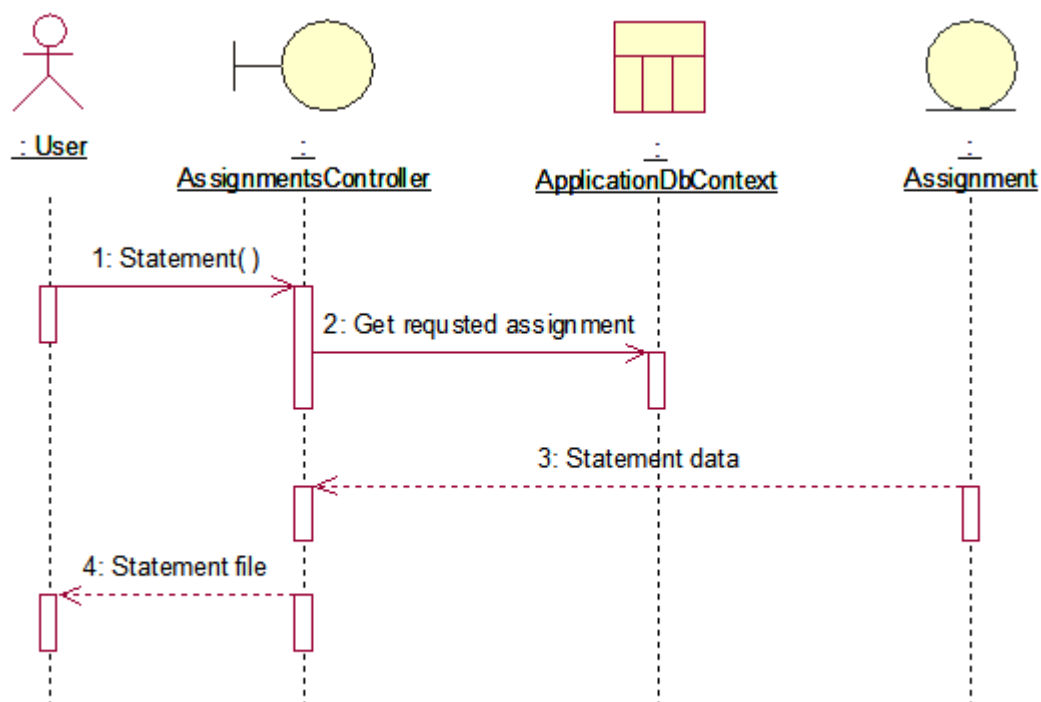 : User
:
AssignmentsController
:
ApplicationDbContext
:
Assignment
1: Statement( )
2: Get requsted assignment
3: Statement data
4: Statement file